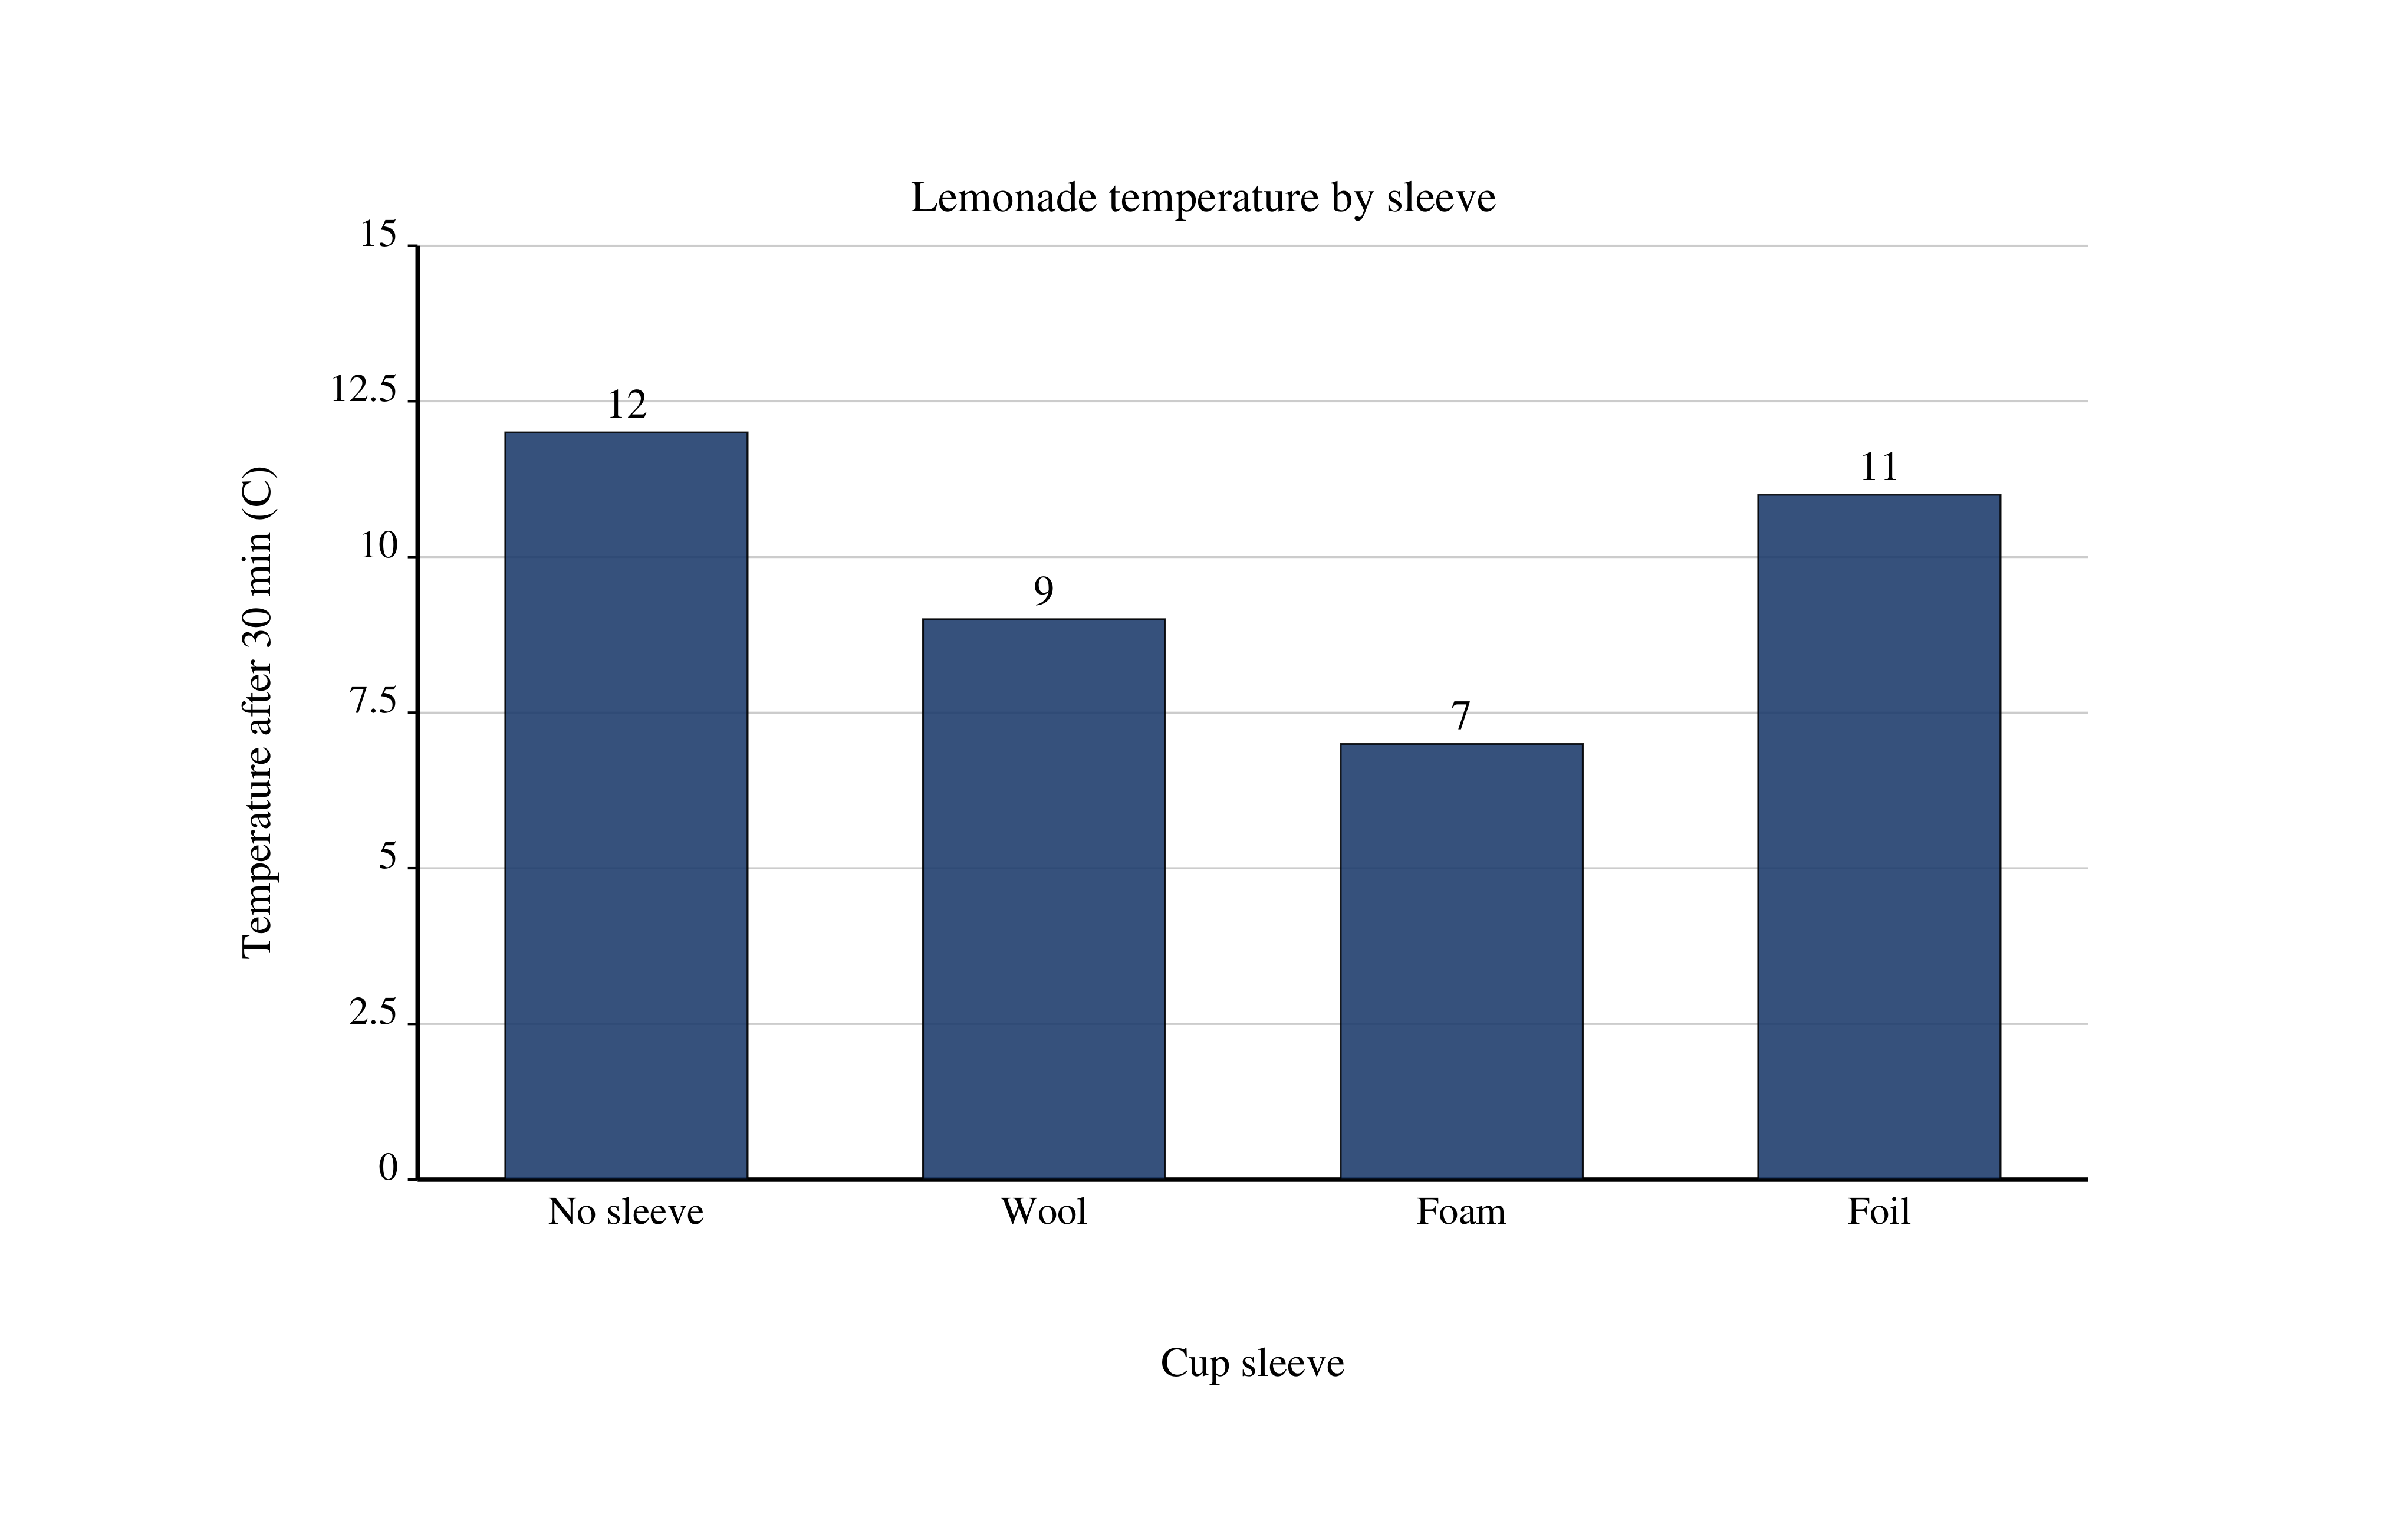 Lemonade temperature by sleeve
Temperature after 30 min (C)
15
12.5
10
7.5
5
2.5
0
12
9
7
11
No sleeve
Wool
Foam
Foil
Cup sleeve